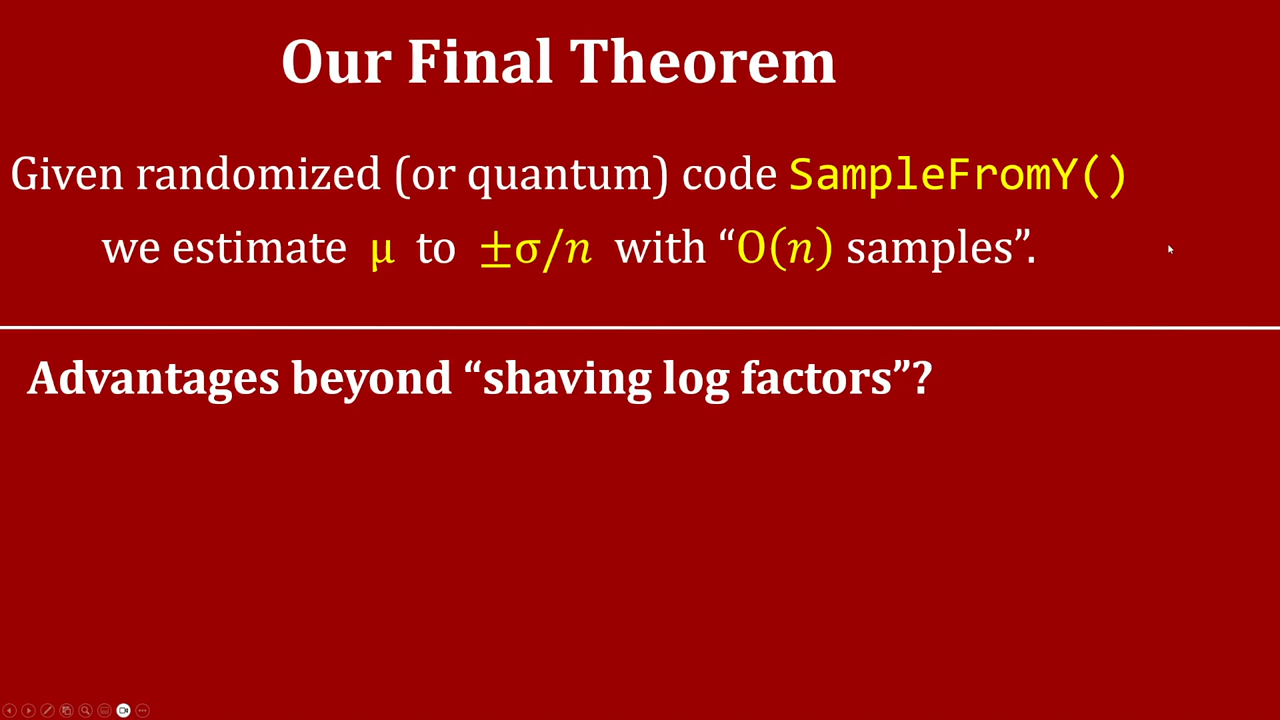 Our Final Theorem
Given randomized (or quantum) code SampleFromY()
we estimate μ to ±σ/n with “O(n) samples”.
Advantages beyond “shaving log factors”?